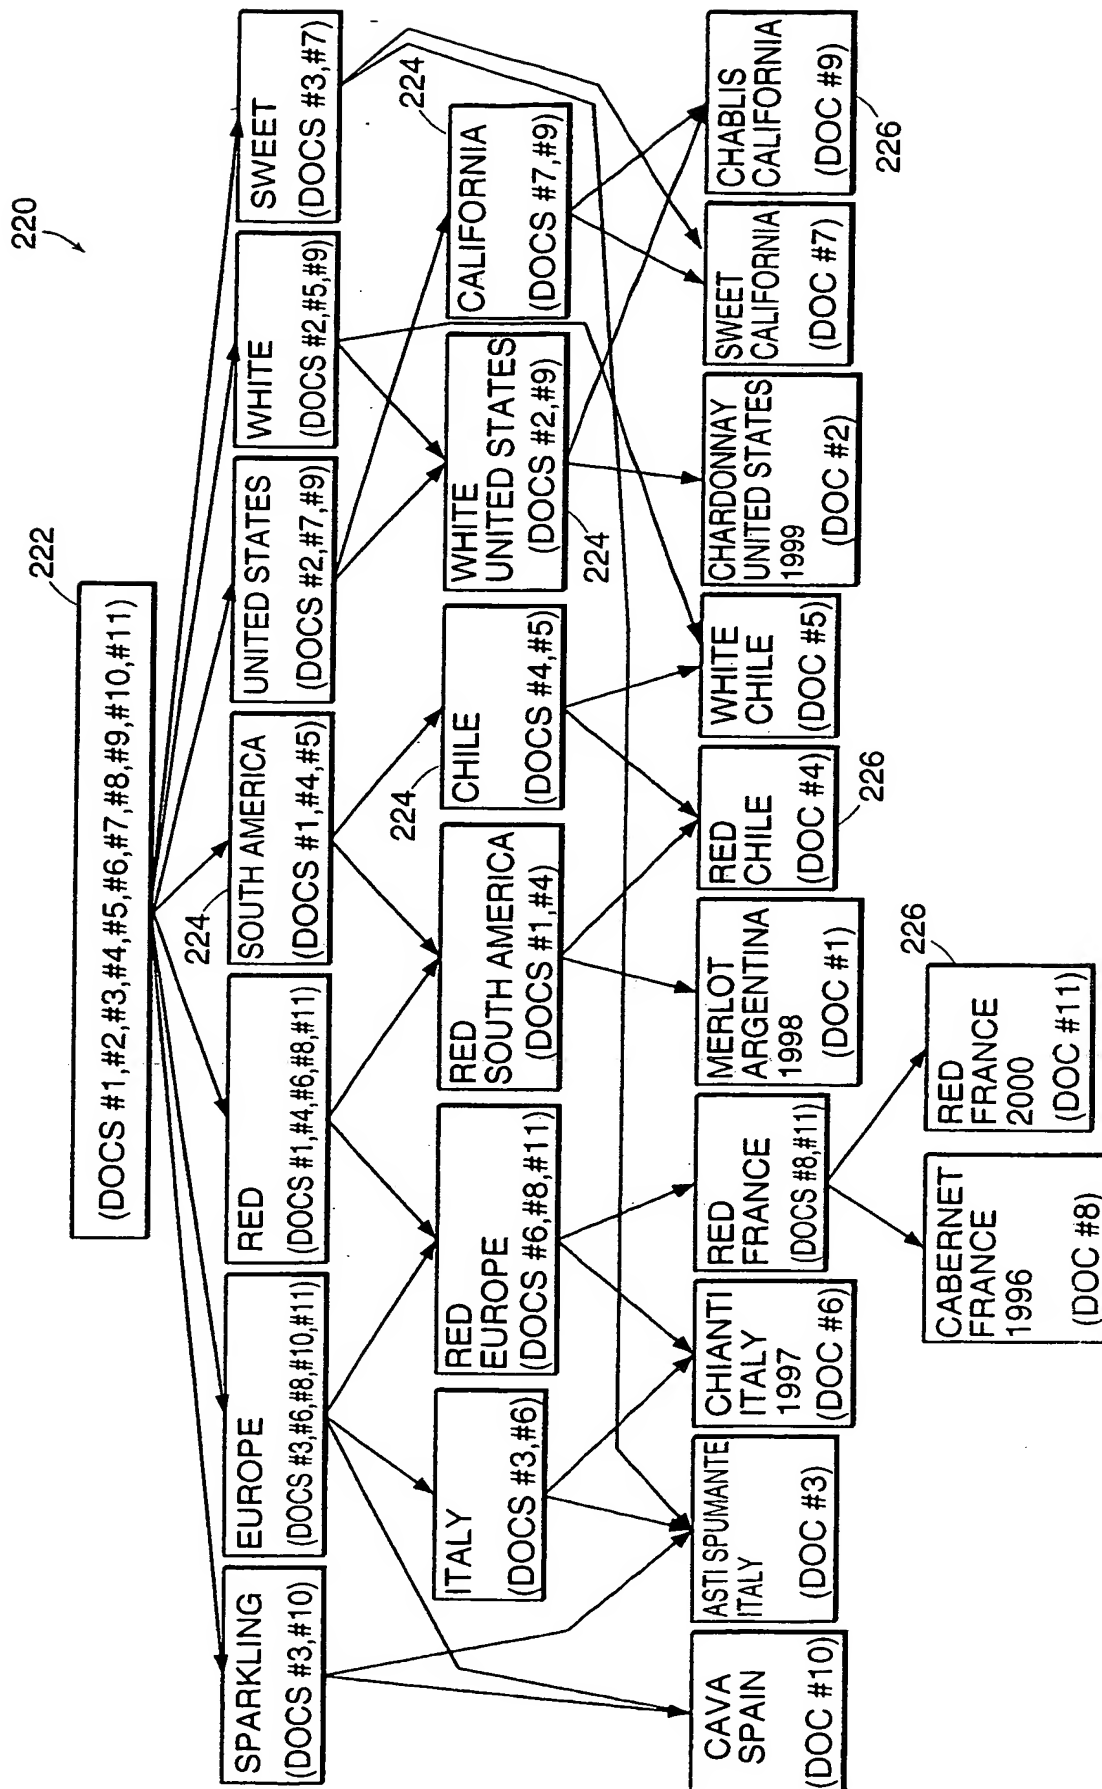 220
222
(DOCS #1,#2,#3,#4,#5,#6,#7,#8,#9,#10,#11)
SPARKLING
(DOCS #3,#10)
EUROPE
(DOCS #3,#6,#8,#10,#11)
RED
(DOCS #1,#4,#6,#8,#11)
224
SOUTH AMERICA
(DOCS #1,#4,#5)
UNITED STATES
(DOCS #2,#7,#9)
WHITE
(DOCS #2,#5,#9)
SWEET
(DOCS #3,#7)
ITALY
(DOCS #3,#6)
RED
EUROPE
(DOCS #6,#8,#11)
RED
SOUTH AMERICA
(DOCS #1,#4)
224
CHILE
(DOCS #4,#5)
WHITE
UNITED STATES
(DOCS #2,#9)
224
224
CALIFORNIA
(DOCS #7,#9)
CAVA
SPAIN
(DOC #10)
ASTI SPUMANTE
ITALY
(DOC #3)
CHIANTI
ITALY
1997
(DOC #6)
RED
FRANCE
(DOCS #8,#11)
MERLOT
ARGENTINA
1998
(DOC #1)
RED
CHILE
(DOC #4)
226
WHITE
CHILE
(DOC #5)
CHARDONNAY
UNITED STATES
1999
(DOC #2)
SWEET
CALIFORNIA
(DOC #7)
CHABLIS
CALIFORNIA
(DOC #9)
226
CABERNET
FRANCE
1996
(DOC #8)
226
RED
FRANCE
2000
(DOC #11)